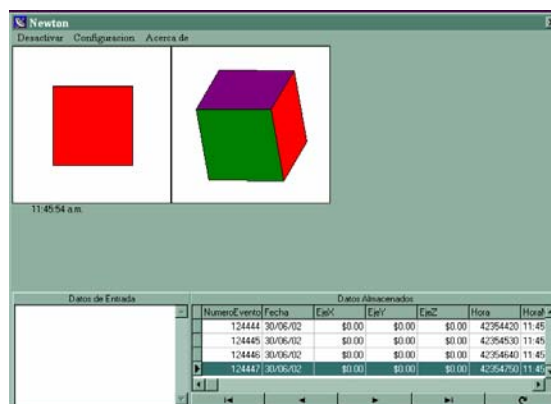 Newton
Desactivar Configuracion Acerca de
11:45:54 a.m.
Datos de Entrada
Datos Almacenados
NumeroEvento Fecha EjeX EjeY EjeZ Hora
124444 30/06/02 $0.00 $0.00 $0.00 42354420 11:45
124445 30/06/02 $0.00 $0.00 $0.00 42354530 11:45
124446 30/06/02 $0.00 $0.00 $0.00 42354640 11:45
124447 30/06/02 $0.00 $0.00 $0.00 42354750 11:45